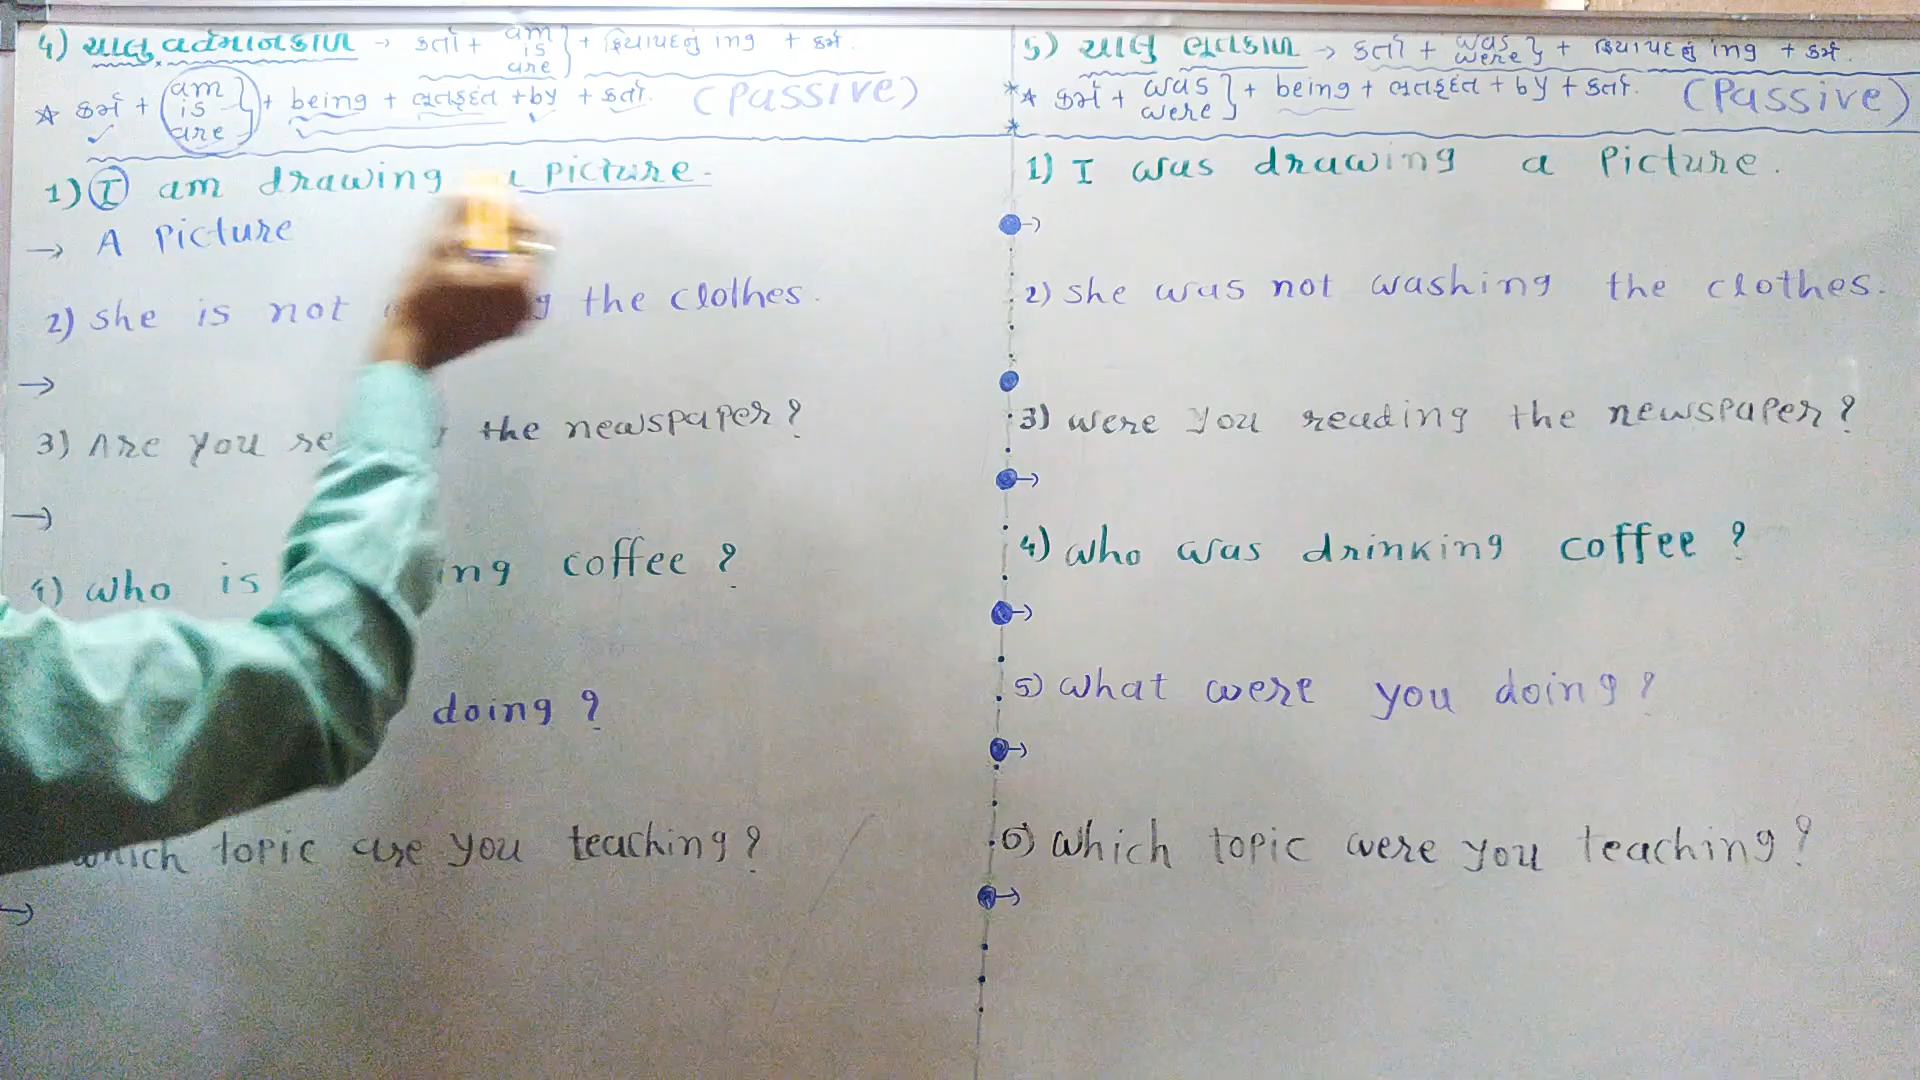 4) ચાલુ વર્તમાનકાળ → કર્તા + am is are } + ક્રિયાપદનું ing + કર્મ.
* કર્મ + ( am is are } + being + ભૂતકૃદંત + by + કર્તા. (Passive)
1) I am drawing a picture.
→ A picture
2) she is not the clothes.
→
3) Are you the newspaper?
→
4) who is coffee?
doing?
which topic are you teaching?
→
5) ચાલુ ભૂતકાળ → કર્તા + was were } + ક્રિયાપદનું ing + કર્મ.
* કર્મ + was were } + being + ભૂતકૃદંત + by + કર્તા. (Passive)
1) I was drawing a picture.
→
2) she was not washing the clothes.
3) were you reading the newspaper?
→
4) who was drinking coffee?
→
5) what were you doing?
→
6) which topic were you teaching?
→